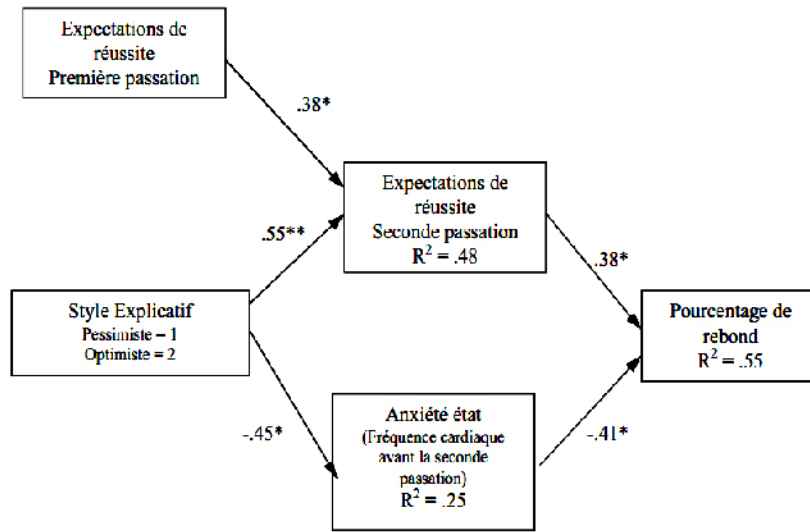 Expectations de
réussite
Première passation
.38*
Expectations de
réussite
Seconde passation
R² = .48
.55**
.38*
Style Explicatif
Pessimiste – 1
Optimiste = 2
Pourcentage de
rebond
R² = .55
-.45*
Anxiété état
(Fréquence cardiaque
avant la seconde
passation)
R² = .25
-.41*